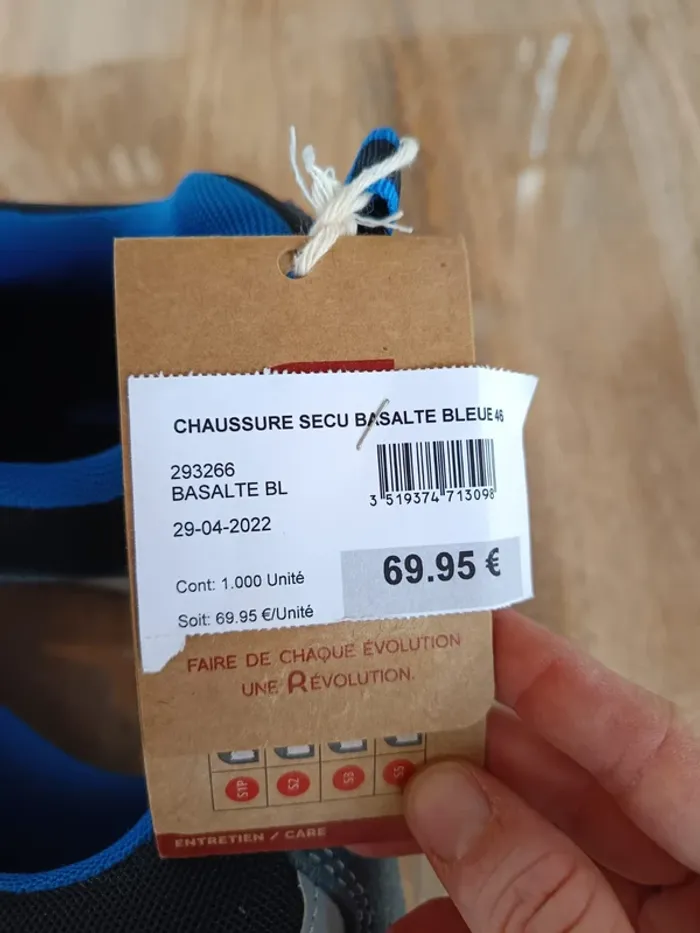 CHAUSSURE SECU BASALTE BLEUE 46
293266
BASALTE BL
3 519374 713098
29-04-2022
69.95 €
Cont: 1.000 Unité
Soit: 69.95 €/Unité
FAIRE DE CHAQUE ÉVOLUTION
UNE RÉVOLUTION.
S1P S2 S3 S5
ENTRETIEN / CARE